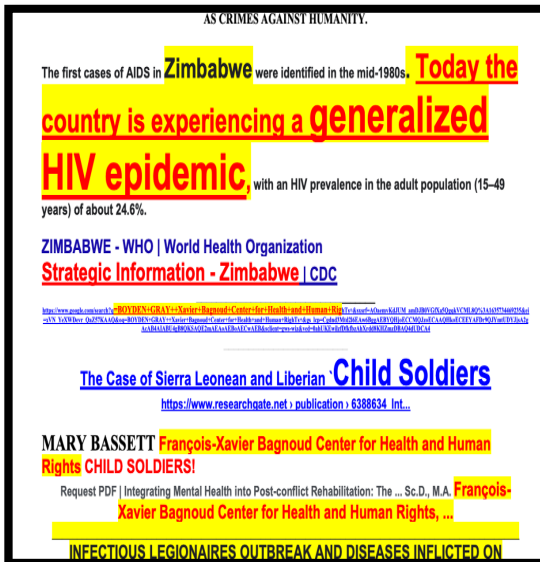 AS CRIMES AGAINST HUMANITY.
The first cases of AIDS in Zimbabwe were identified in the mid-1980s. Today the
country is experiencing a generalized
HIV epidemic, with an HIV prevalence in the adult population (15–49
years) of about 24.6%.
ZIMBABWE - WHO | World Health Organization
Strategic Information - Zimbabwe | CDC
The Case of Sierra Leonean and Liberian `Child Soldiers
https://www.researchgate.net › publication › 6388634_Int...
MARY BASSETT François-Xavier Bagnoud Center for Health and Human
Rights CHILD SOLDIERS!
Request PDF | Integrating Mental Health into Post-conflict Rehabilitation: The ... Sc.D., M.A. François-
Xavier Bagnoud Center for Health and Human Rights, ...
INFECTIOUS LEGIONAIRES OUTBREAK AND DISEASES INFLICTED ON